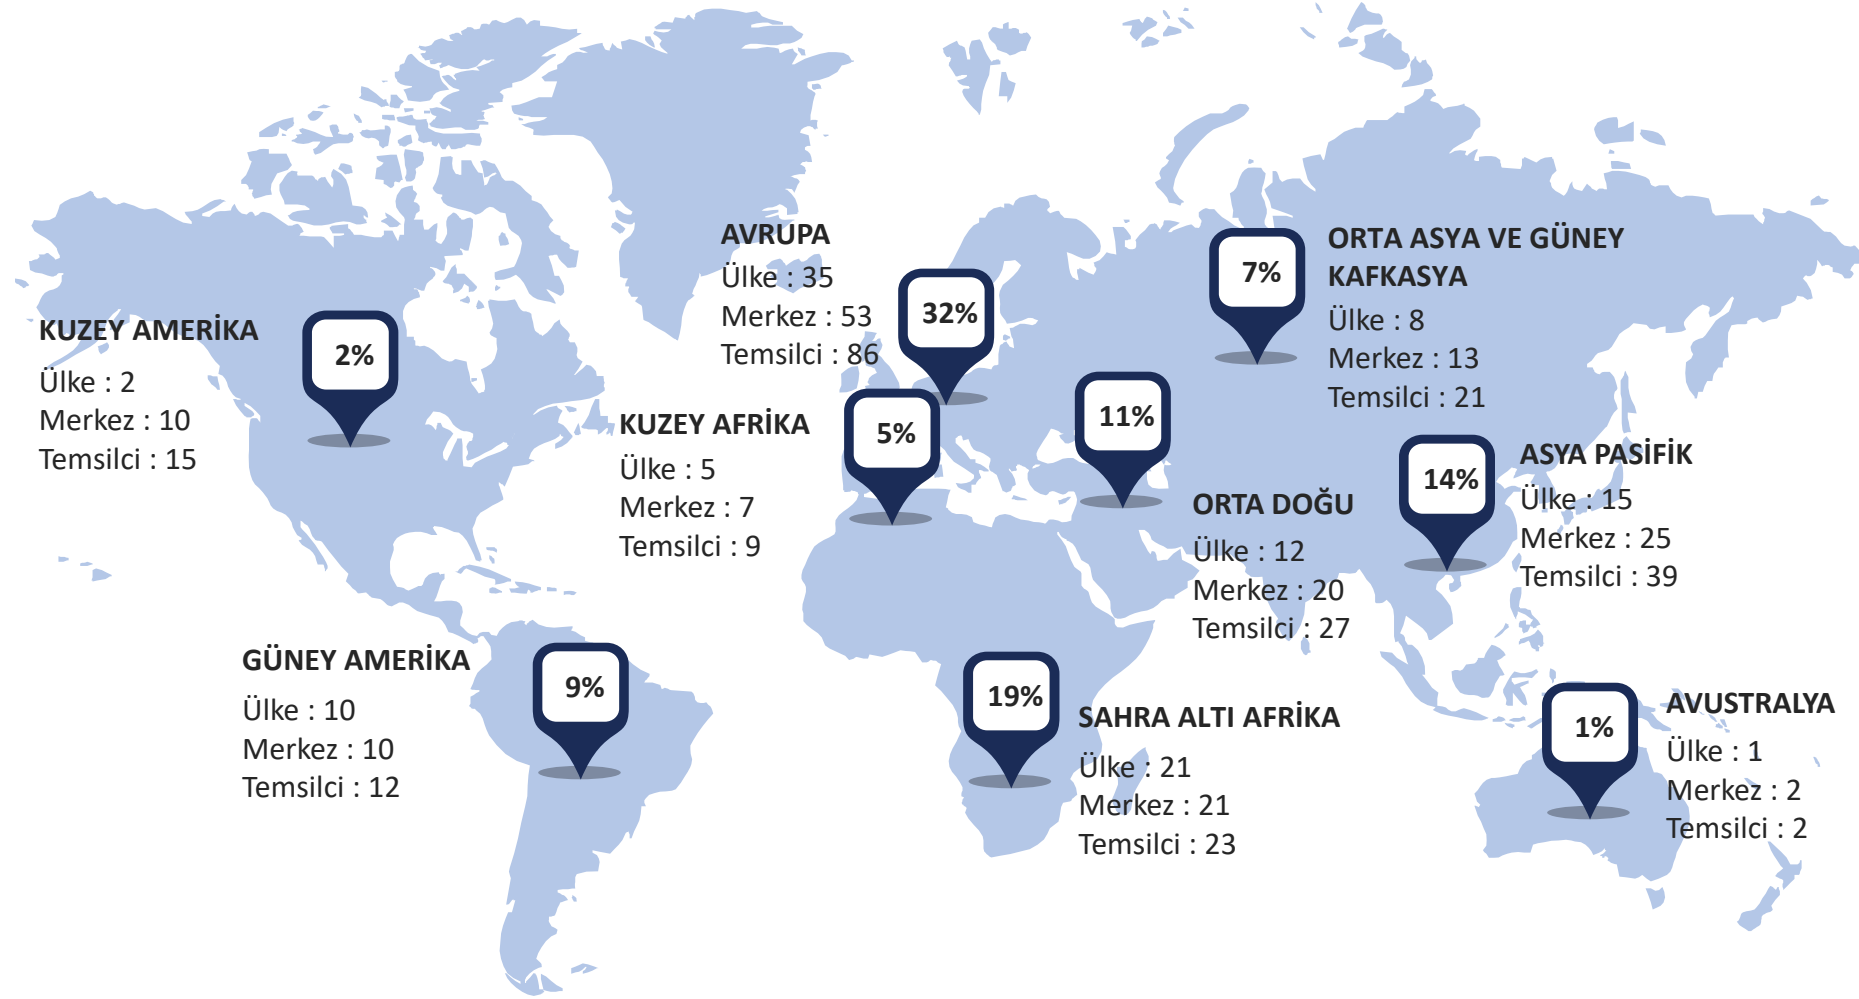 AVRUPA
Ülke : 35
Merkez : 53
Temsilci : 86
32%
ORTA ASYA VE GÜNEY
KAFKASYA
Ülke : 8
Merkez : 13
Temsilci : 21
7%
KUZEY AMERİKA
Ülke : 2
Merkez : 10
Temsilci : 15
2%
KUZEY AFRİKA
Ülke : 5
Merkez : 7
Temsilci : 9
5%
11%
ORTA DOĞU
Ülke : 12
Merkez : 20
Temsilci : 27
14%
ASYA PASİFİK
Ülke : 15
Merkez : 25
Temsilci : 39
GÜNEY AMERİKA
Ülke : 10
Merkez : 10
Temsilci : 12
9%
19%
SAHRA ALTI AFRİKA
Ülke : 21
Merkez : 21
Temsilci : 23
1%
AVUSTRALYA
Ülke : 1
Merkez : 2
Temsilci : 2